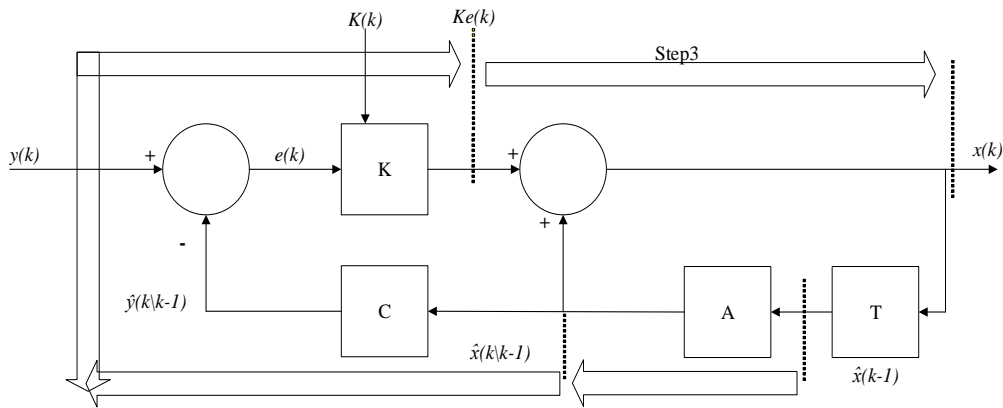 K(k)
Ke(k)
Step3
y(k)
+
e(k)
K
+
x(k)
-
+
ŷ(k\k-1)
C
A
T
x̂(k\k-1)
x̂(k-1)